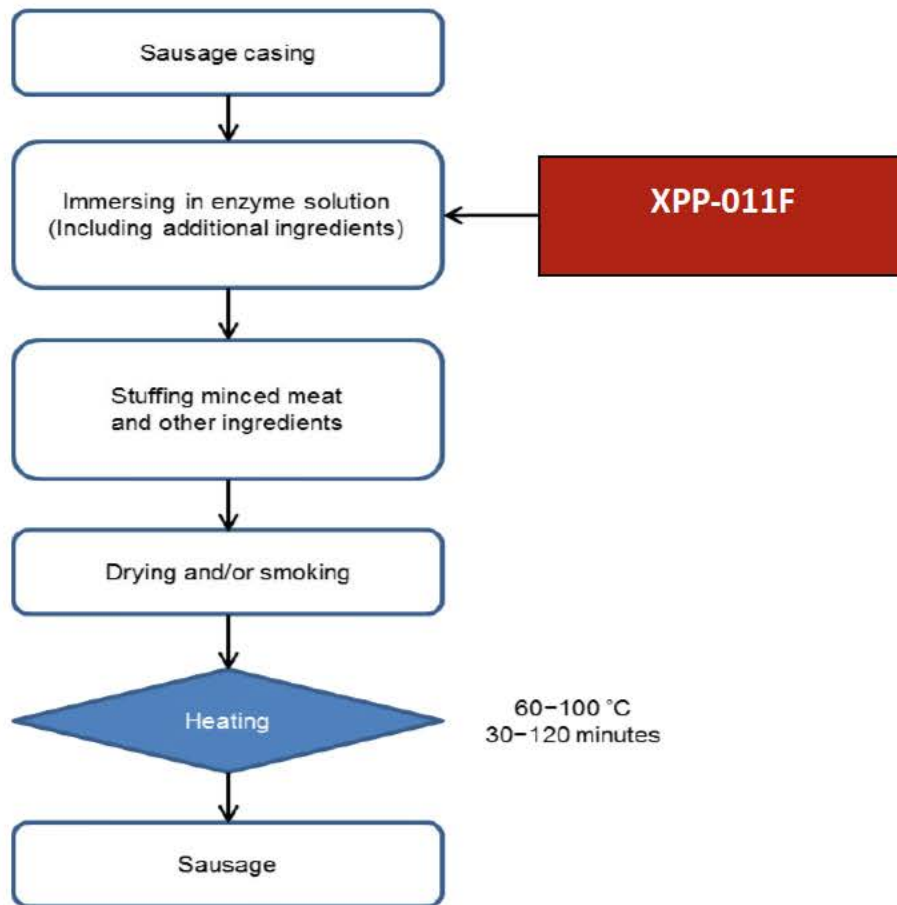 Sausage casing
Immersing in enzyme solution
(Including additional ingredients)
XPP-011F
Stuffing minced meat
and other ingredients
Drying and/or smoking
Heating
60–100 °C
30–120 minutes
Sausage